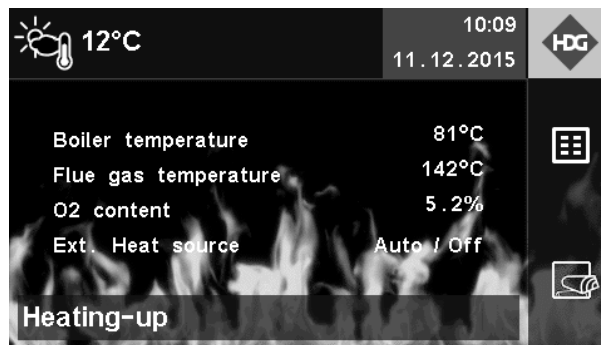 12°C
10:09
11.12.2015
HDG
Boiler temperature 81°C
Flue gas temperature 142°C
O2 content 5.2%
Ext. Heat source Auto / Off
Heating-up